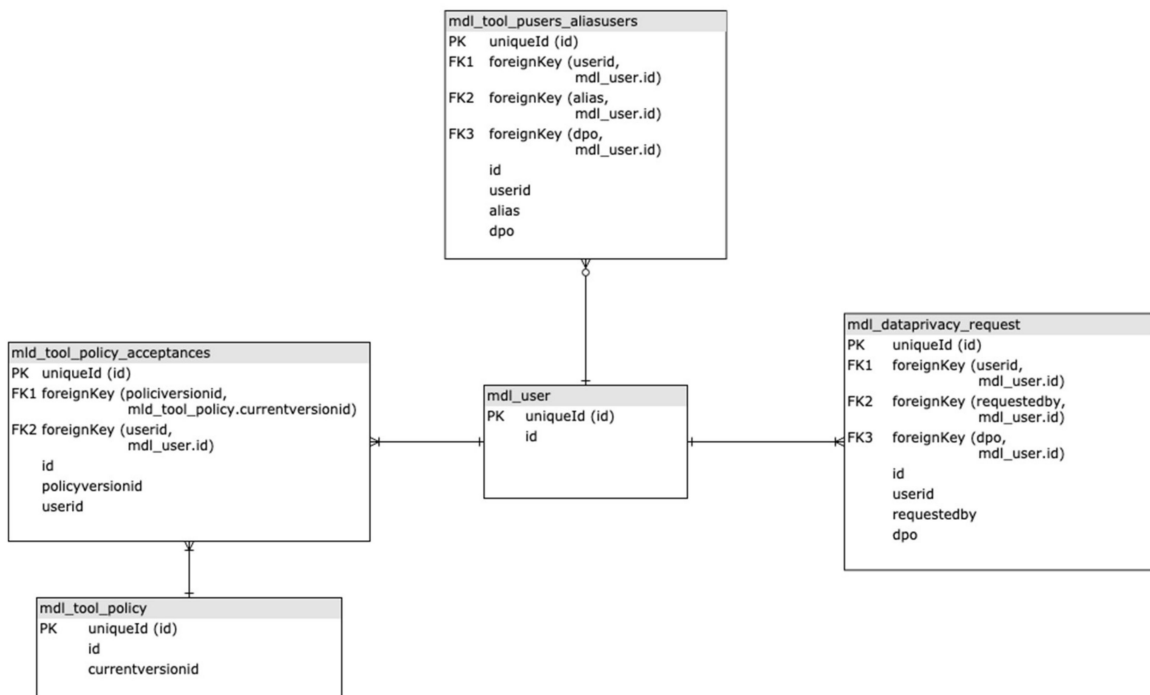 mdl_tool_pusers_aliasusers
PK uniqueId (id)
FK1 foreignKey (userid,
mdl_user.id)
FK2 foreignKey (alias,
mdl_user.id)
FK3 foreignKey (dpo,
mdl_user.id)
id
userid
alias
dpo
mld_tool_policy_acceptances
PK uniqueId (id)
FK1 foreignKey (policiversionid,
mld_tool_policy.currentversionid)
FK2 foreignKey (userid,
mdl_user.id)
id
policyversionid
userid
mdl_user
PK uniqueId (id)
id
mdl_dataprivacy_request
PK uniqueId (id)
FK1 foreignKey (userid,
mdl_user.id)
FK2 foreignKey (requestedby,
mdl_user.id)
FK3 foreignKey (dpo,
mdl_user.id)
id
userid
requestedby
dpo
mdl_tool_policy
PK uniqueId (id)
id
currentversionid